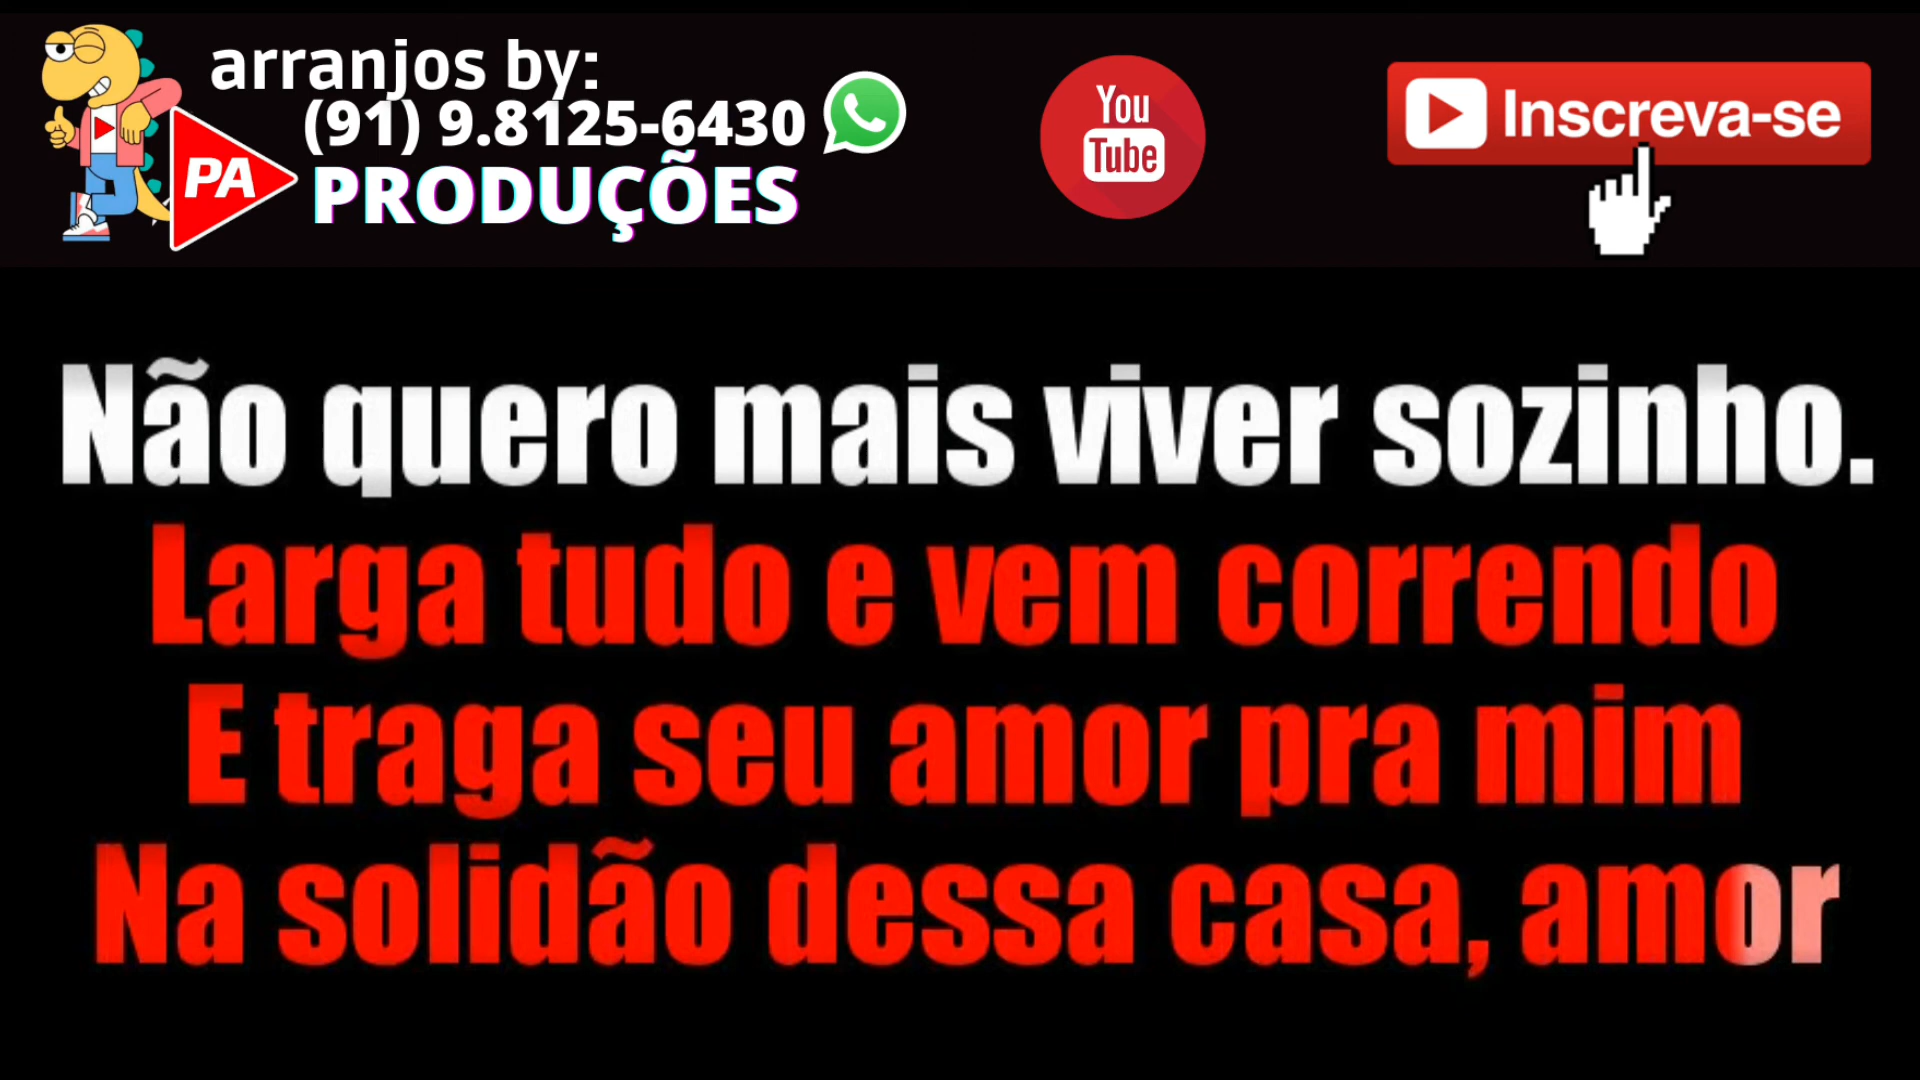 arranjos by:
(91) 9.8125-6430
PA
PRODUÇÕES
You
Tube
Inscreva-se
Não quero mais viver sozinho.
Larga tudo e vem correndo
E traga seu amor pra mim
Na solidão dessa casa, amor